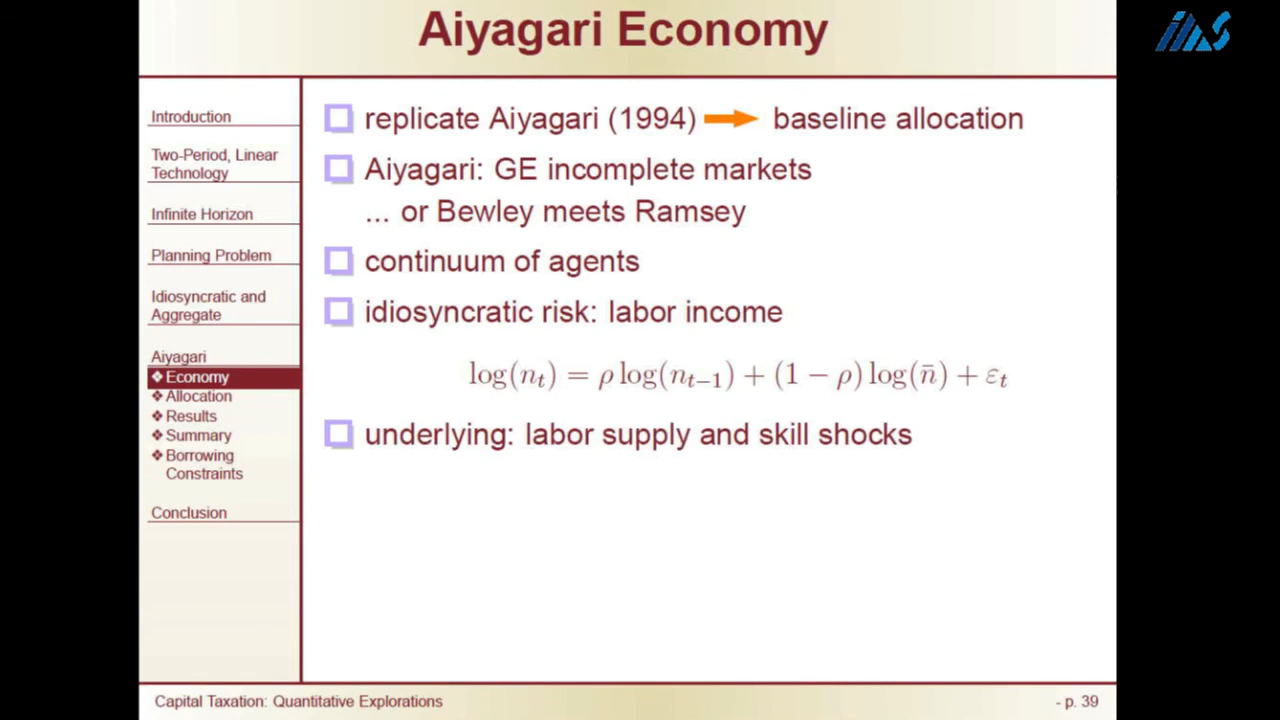 Aiyagari Economy
Introduction
Two-Period, Linear
Technology
Infinite Horizon
Planning Problem
Idiosyncratic and
Aggregate
Aiyagari
❖ Economy
❖ Allocation
❖ Results
❖ Summary
❖ Borrowing
Constraints
Conclusion
replicate Aiyagari (1994) ➡ baseline allocation
Aiyagari: GE incomplete markets
... or Bewley meets Ramsey
continuum of agents
idiosyncratic risk: labor income
log(nₜ) = ρ log(nₜ₋₁) + (1 − ρ) log(n̄) + εₜ
underlying: labor supply and skill shocks
Capital Taxation: Quantitative Explorations
- p. 39